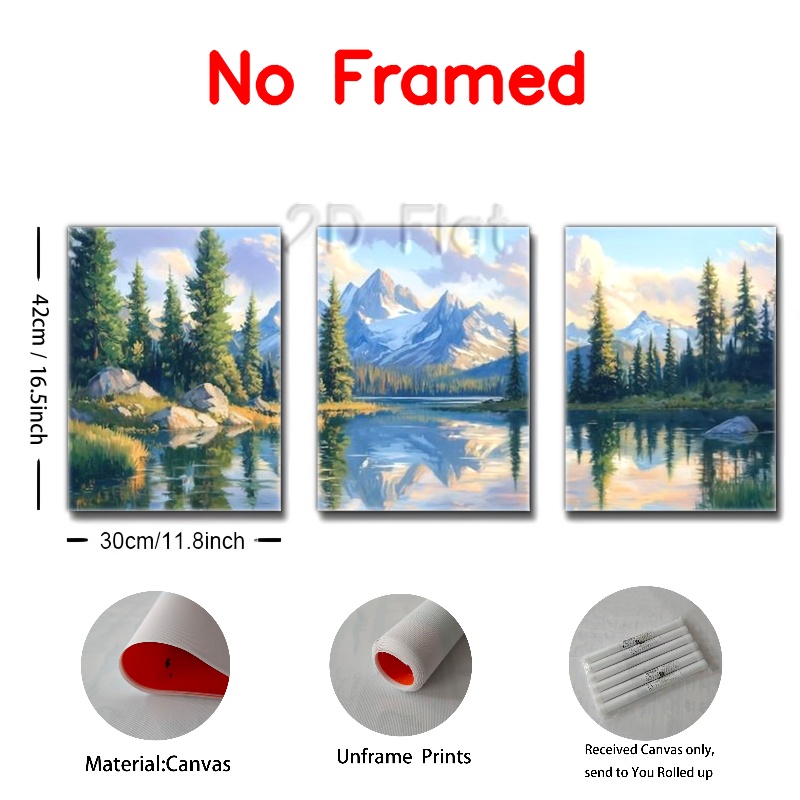 No Framed
2D Flat
42cm / 16.5inch
30cm/11.8inch
Material:Canvas
Unframe Prints
Received Canvas only,
send to You Rolled up